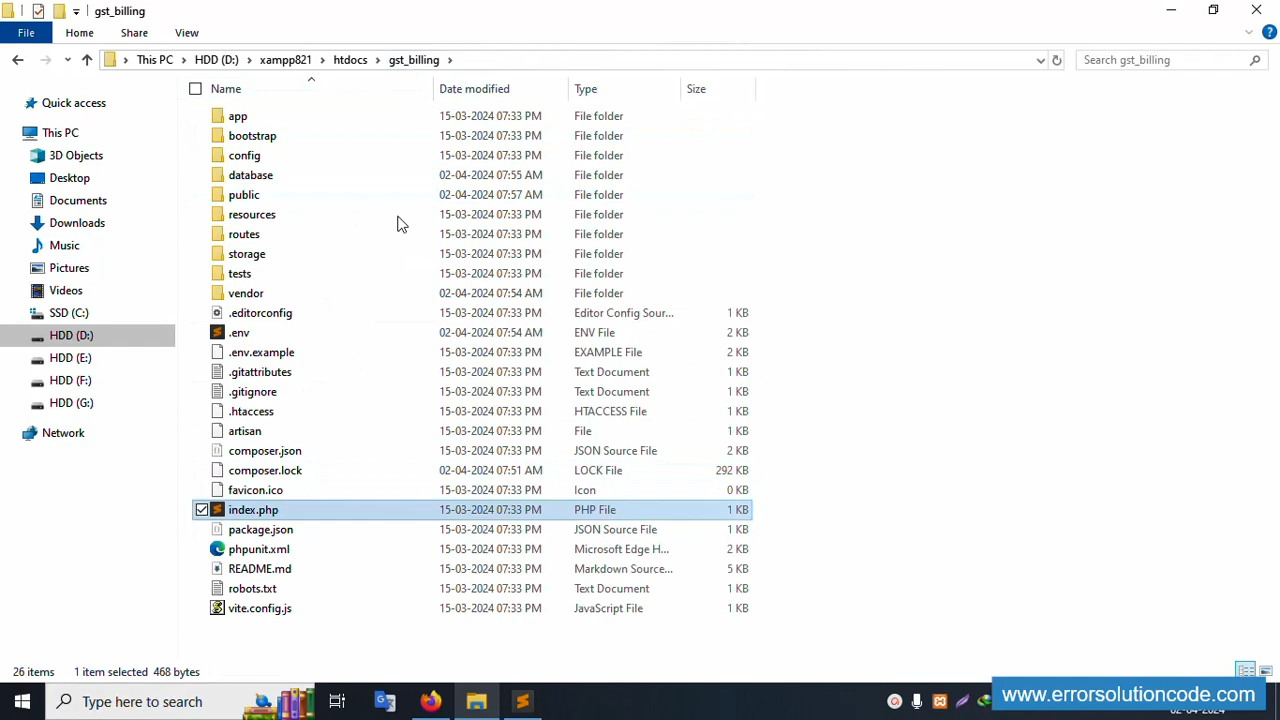 gst_billing
File Home Share View
This PC HDD (D:) xampp821 htdocs gst_billing Search gst_billing
Name Date modified Type Size
Quick access
This PC
3D Objects
Desktop
Documents
Downloads
Music
Pictures
Videos
SSD (C:)
HDD (D:)
HDD (E:)
HDD (F:)
HDD (G:)
Network
app 15-03-2024 07:33 PM File folder
bootstrap 15-03-2024 07:33 PM File folder
config 15-03-2024 07:33 PM File folder
database 02-04-2024 07:55 AM File folder
public 02-04-2024 07:57 AM File folder
resources 15-03-2024 07:33 PM File folder
routes 15-03-2024 07:33 PM File folder
storage 15-03-2024 07:33 PM File folder
tests 15-03-2024 07:33 PM File folder
vendor 02-04-2024 07:54 AM File folder
.editorconfig 15-03-2024 07:33 PM Editor Config Sour... 1 KB
.env 02-04-2024 07:54 AM ENV File 2 KB
.env.example 15-03-2024 07:33 PM EXAMPLE File 2 KB
.gitattributes 15-03-2024 07:33 PM Text Document 1 KB
.gitignore 15-03-2024 07:33 PM Text Document 1 KB
.htaccess 15-03-2024 07:33 PM HTACCESS File 1 KB
artisan 15-03-2024 07:33 PM File 1 KB
composer.json 15-03-2024 07:33 PM JSON Source File 2 KB
composer.lock 02-04-2024 07:51 AM LOCK File 292 KB
favicon.ico 15-03-2024 07:33 PM Icon 0 KB
index.php 15-03-2024 07:33 PM PHP File 1 KB
package.json 15-03-2024 07:33 PM JSON Source File 1 KB
phpunit.xml 15-03-2024 07:33 PM Microsoft Edge H... 2 KB
README.md 15-03-2024 07:33 PM Markdown Source... 5 KB
robots.txt 15-03-2024 07:33 PM Text Document 1 KB
vite.config.js 15-03-2024 07:33 PM JavaScript File 1 KB
26 items 1 item selected 468 bytes
Type here to search
www.errorsolutioncode.com